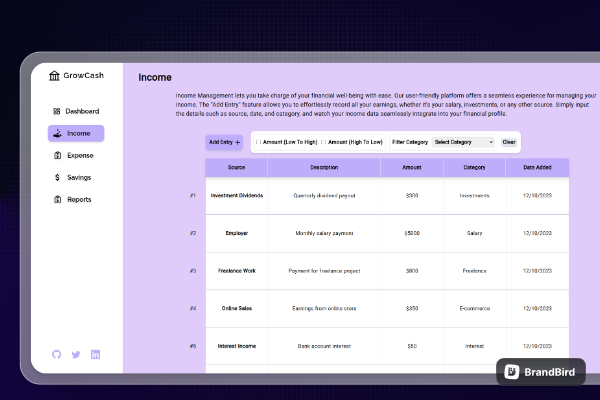 GrowCash
Dashboard
Income
Expense
Savings
Reports
Income
Income Management lets you take charge of your financial well-being with ease. Our user-friendly platform offers a seamless experience for managing your
income. The "Add Entry" feature allows you to effortlessly record all your earnings, whether it's your salary, investments, or any other source. Simply input
the details such as source, date, and category, and watch your income data seamlessly integrate into your financial profile.
Add Entry + Amount (Low To High) Amount (High To Low) Filter Category Select Category Clear
Source Description Amount Category Date Added
#1 Investment Dividends Quarterly dividend payout $300 Investments 12/10/2023
#2 Employer Monthly salary payment $5000 Salary 12/10/2023
#3 Freelance Work Payment for freelance project $800 Freelance 12/10/2023
#4 Online Sales Earnings from online store $350 E-commerce 12/10/2023
#5 Interest Income Bank account interest $50 Interest 12/10/2023
BrandBird